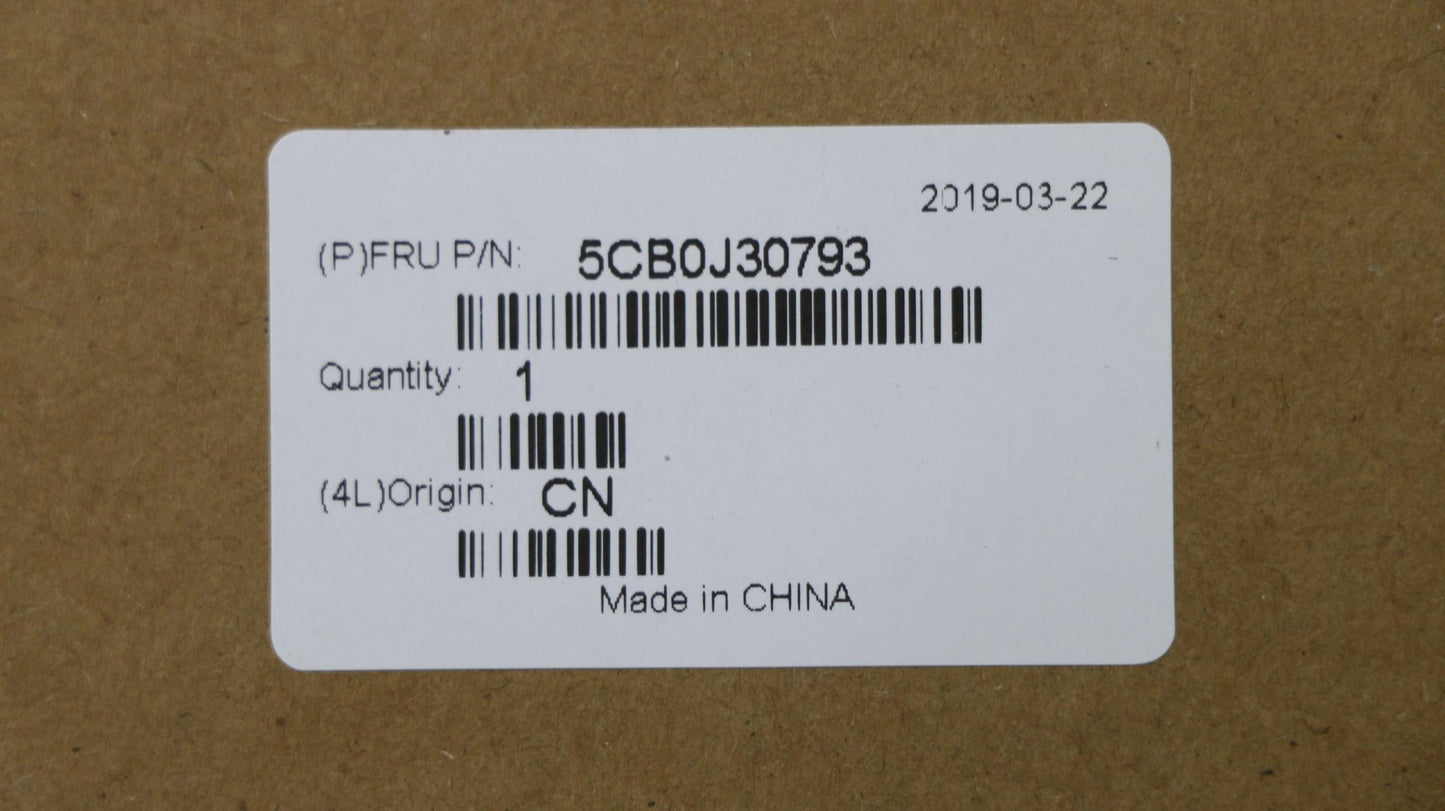 2019-03-22
(P)FRU P/N: 5CB0J30793
Quantity: 1
(4L)Origin: CN
Made in CHINA